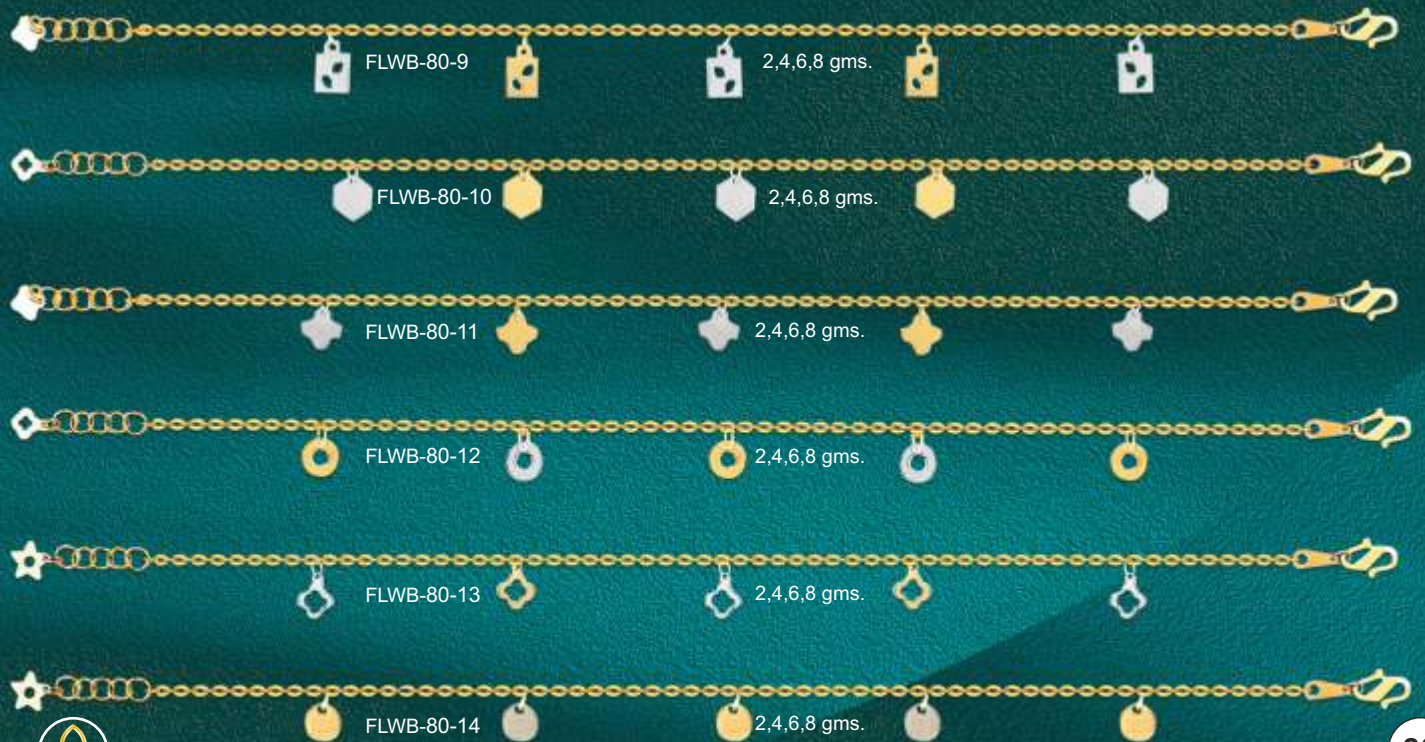 FLWB-80-9 2,4,6,8 gms.
FLWB-80-10 2,4,6,8 gms.
FLWB-80-11 2,4,6,8 gms.
FLWB-80-12 2,4,6,8 gms.
FLWB-80-13 2,4,6,8 gms.
FLWB-80-14 2,4,6,8 gms.